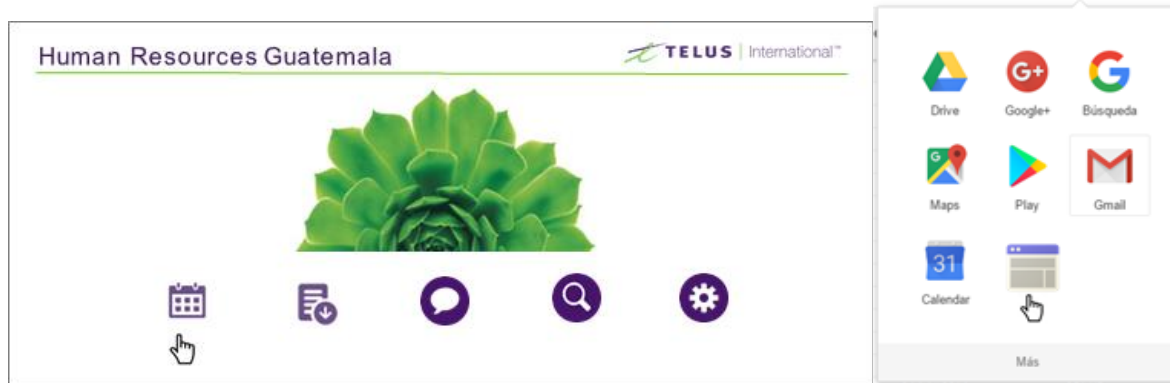 Human Resources Guatemala
TELUS International™
Drive
Google+
Búsqueda
Maps
Play
Gmail
31
Calendar
Más